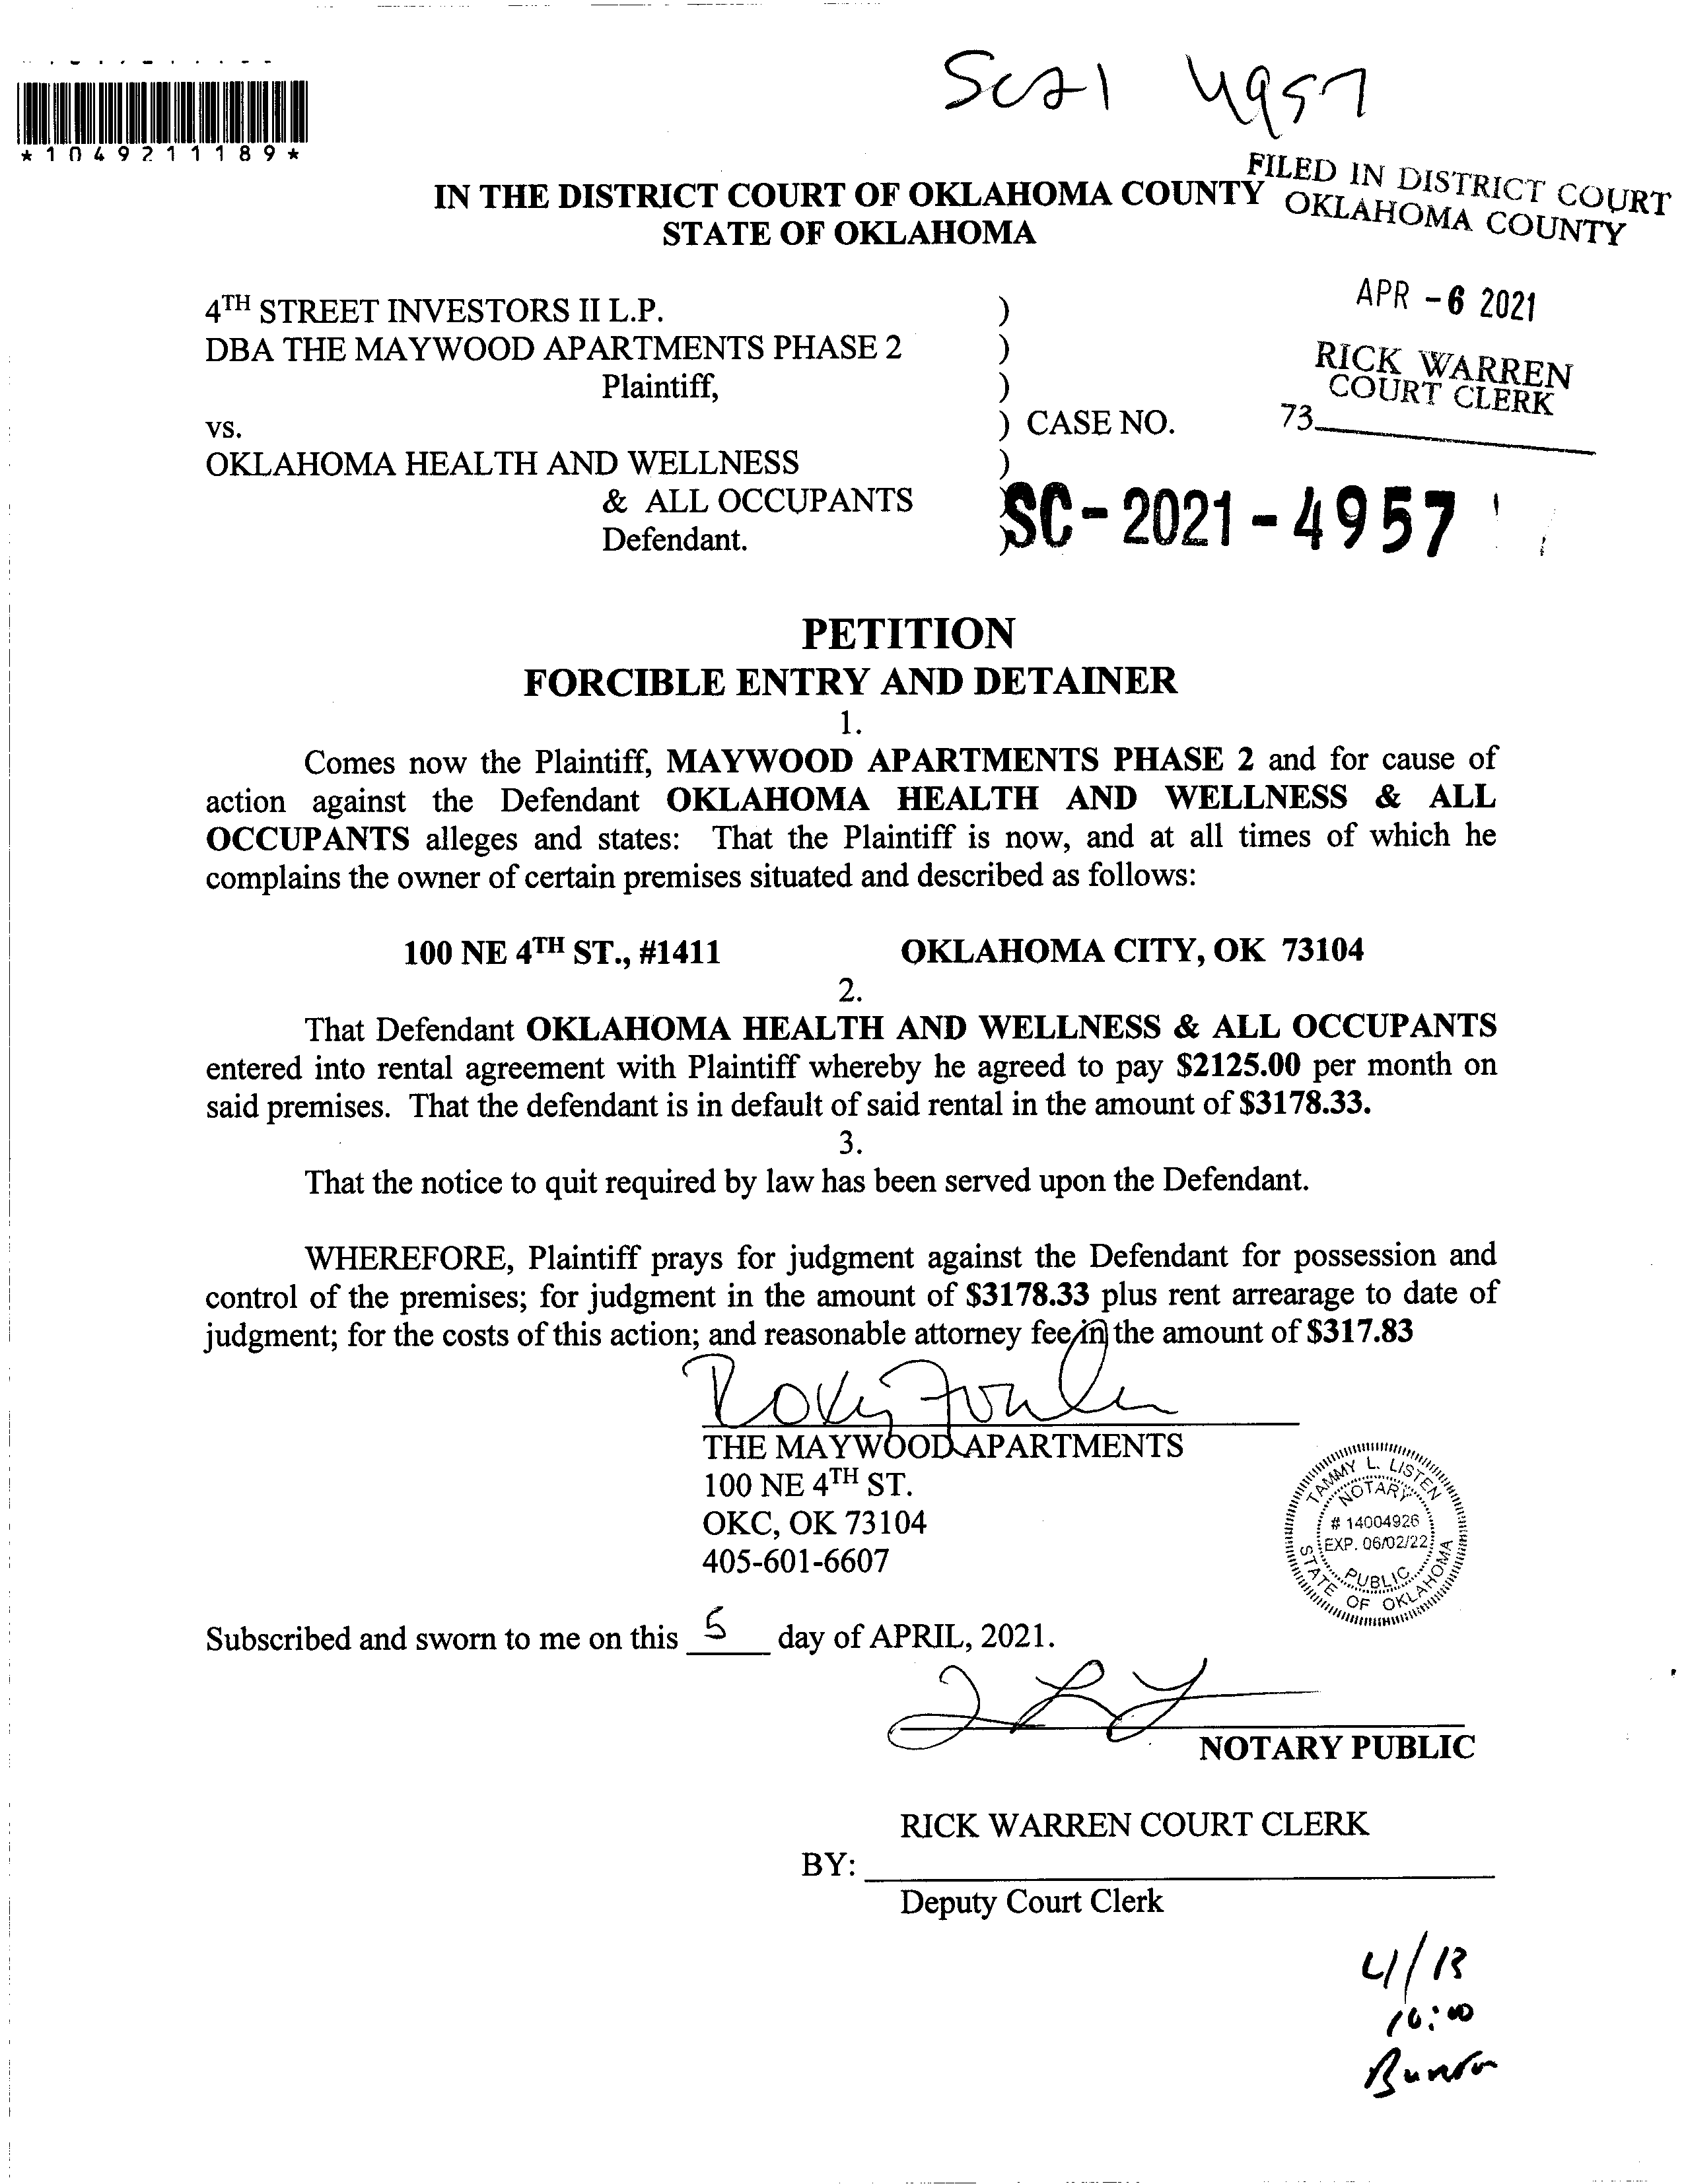 Sc21 4957
*1049211189*
FILED IN DISTRICT COURT
OKLAHOMA COUNTY
IN THE DISTRICT COURT OF OKLAHOMA COUNTY
STATE OF OKLAHOMA
APR -6 2021
RICK WARREN
COURT CLERK
73
4TH STREET INVESTORS II L.P. )
DBA THE MAYWOOD APARTMENTS PHASE 2 )
Plaintiff, )
vs. ) CASE NO.
OKLAHOMA HEALTH AND WELLNESS )
& ALL OCCUPANTS )
Defendant. )
SC-2021-4957
PETITION
FORCIBLE ENTRY AND DETAINER
1.
Comes now the Plaintiff, MAYWOOD APARTMENTS PHASE 2 and for cause of
action against the Defendant OKLAHOMA HEALTH AND WELLNESS & ALL
OCCUPANTS alleges and states: That the Plaintiff is now, and at all times of which he
complains the owner of certain premises situated and described as follows:
100 NE 4TH ST., #1411 OKLAHOMA CITY, OK 73104
2.
That Defendant OKLAHOMA HEALTH AND WELLNESS & ALL OCCUPANTS
entered into rental agreement with Plaintiff whereby he agreed to pay $2125.00 per month on
said premises. That the defendant is in default of said rental in the amount of $3178.33.
3.
That the notice to quit required by law has been served upon the Defendant.
WHEREFORE, Plaintiff prays for judgment against the Defendant for possession and
control of the premises; for judgment in the amount of $3178.33 plus rent arrearage to date of
judgment; for the costs of this action; and reasonable attorney fee in the amount of $317.83
THE MAYWOOD APARTMENTS
100 NE 4TH ST.
OKC, OK 73104
405-601-6607
TAMMY L. LISTEN
NOTARY
# 14004926
EXP. 06/02/22
PUBLIC
STATE OF OKLAHOMA
Subscribed and sworn to me on this 5 day of APRIL, 2021.
NOTARY PUBLIC
RICK WARREN COURT CLERK
BY:
Deputy Court Clerk
4/13
10:00